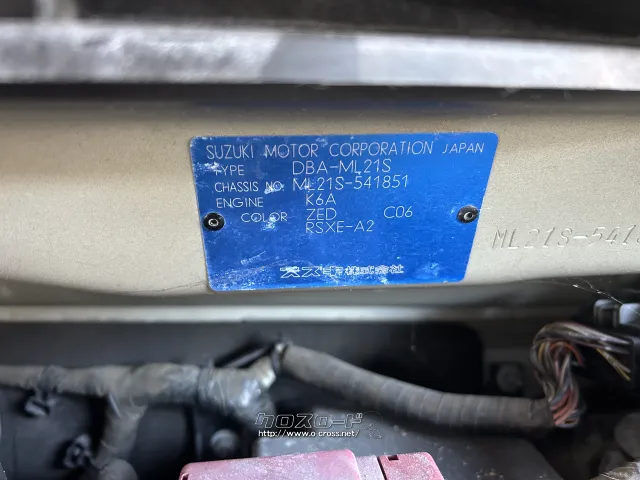 SUZUKI MOTOR CORPORATION JAPAN
TYPE DBA-ML21S
CHASSIS NO. ML21S-541851
ENGINE K6A
COLOR ZED C06
RSXE-A2
スズキ株式会社
ML21S-541
クロスロード
http://www.o-cross.net/